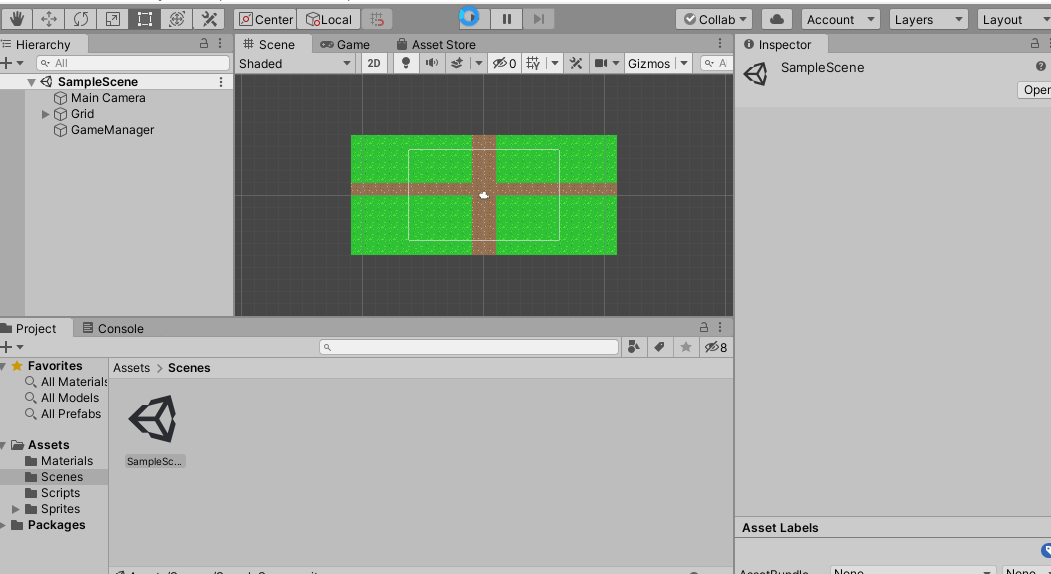 Center Local Collab Account Layers Layout
Hierarchy
All
SampleScene
Main Camera
Grid
GameManager
Scene Game Asset Store
Shaded 2D 0 Gizmos
Inspector
SampleScene
Open
Project Console
8
Favorites
All Materials
All Models
All Prefabs
Assets
Materials
Scenes
Scripts
Sprites
Packages
Assets > Scenes
SampleSc...
Asset Labels
AssetBundle None None